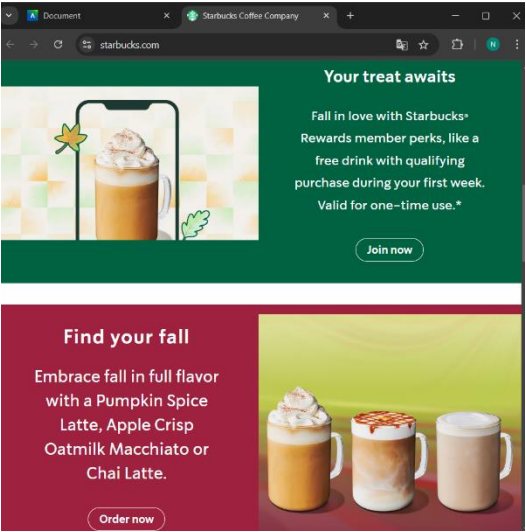 Document
Starbucks Coffee Company
starbucks.com
N
Your treat awaits
Fall in love with Starbucks®
Rewards member perks, like a
free drink with qualifying
purchase during your first week.
Valid for one-time use.*
Join now
Find your fall
Embrace fall in full flavor
with a Pumpkin Spice
Latte, Apple Crisp
Oatmilk Macchiato or
Chai Latte.
Order now